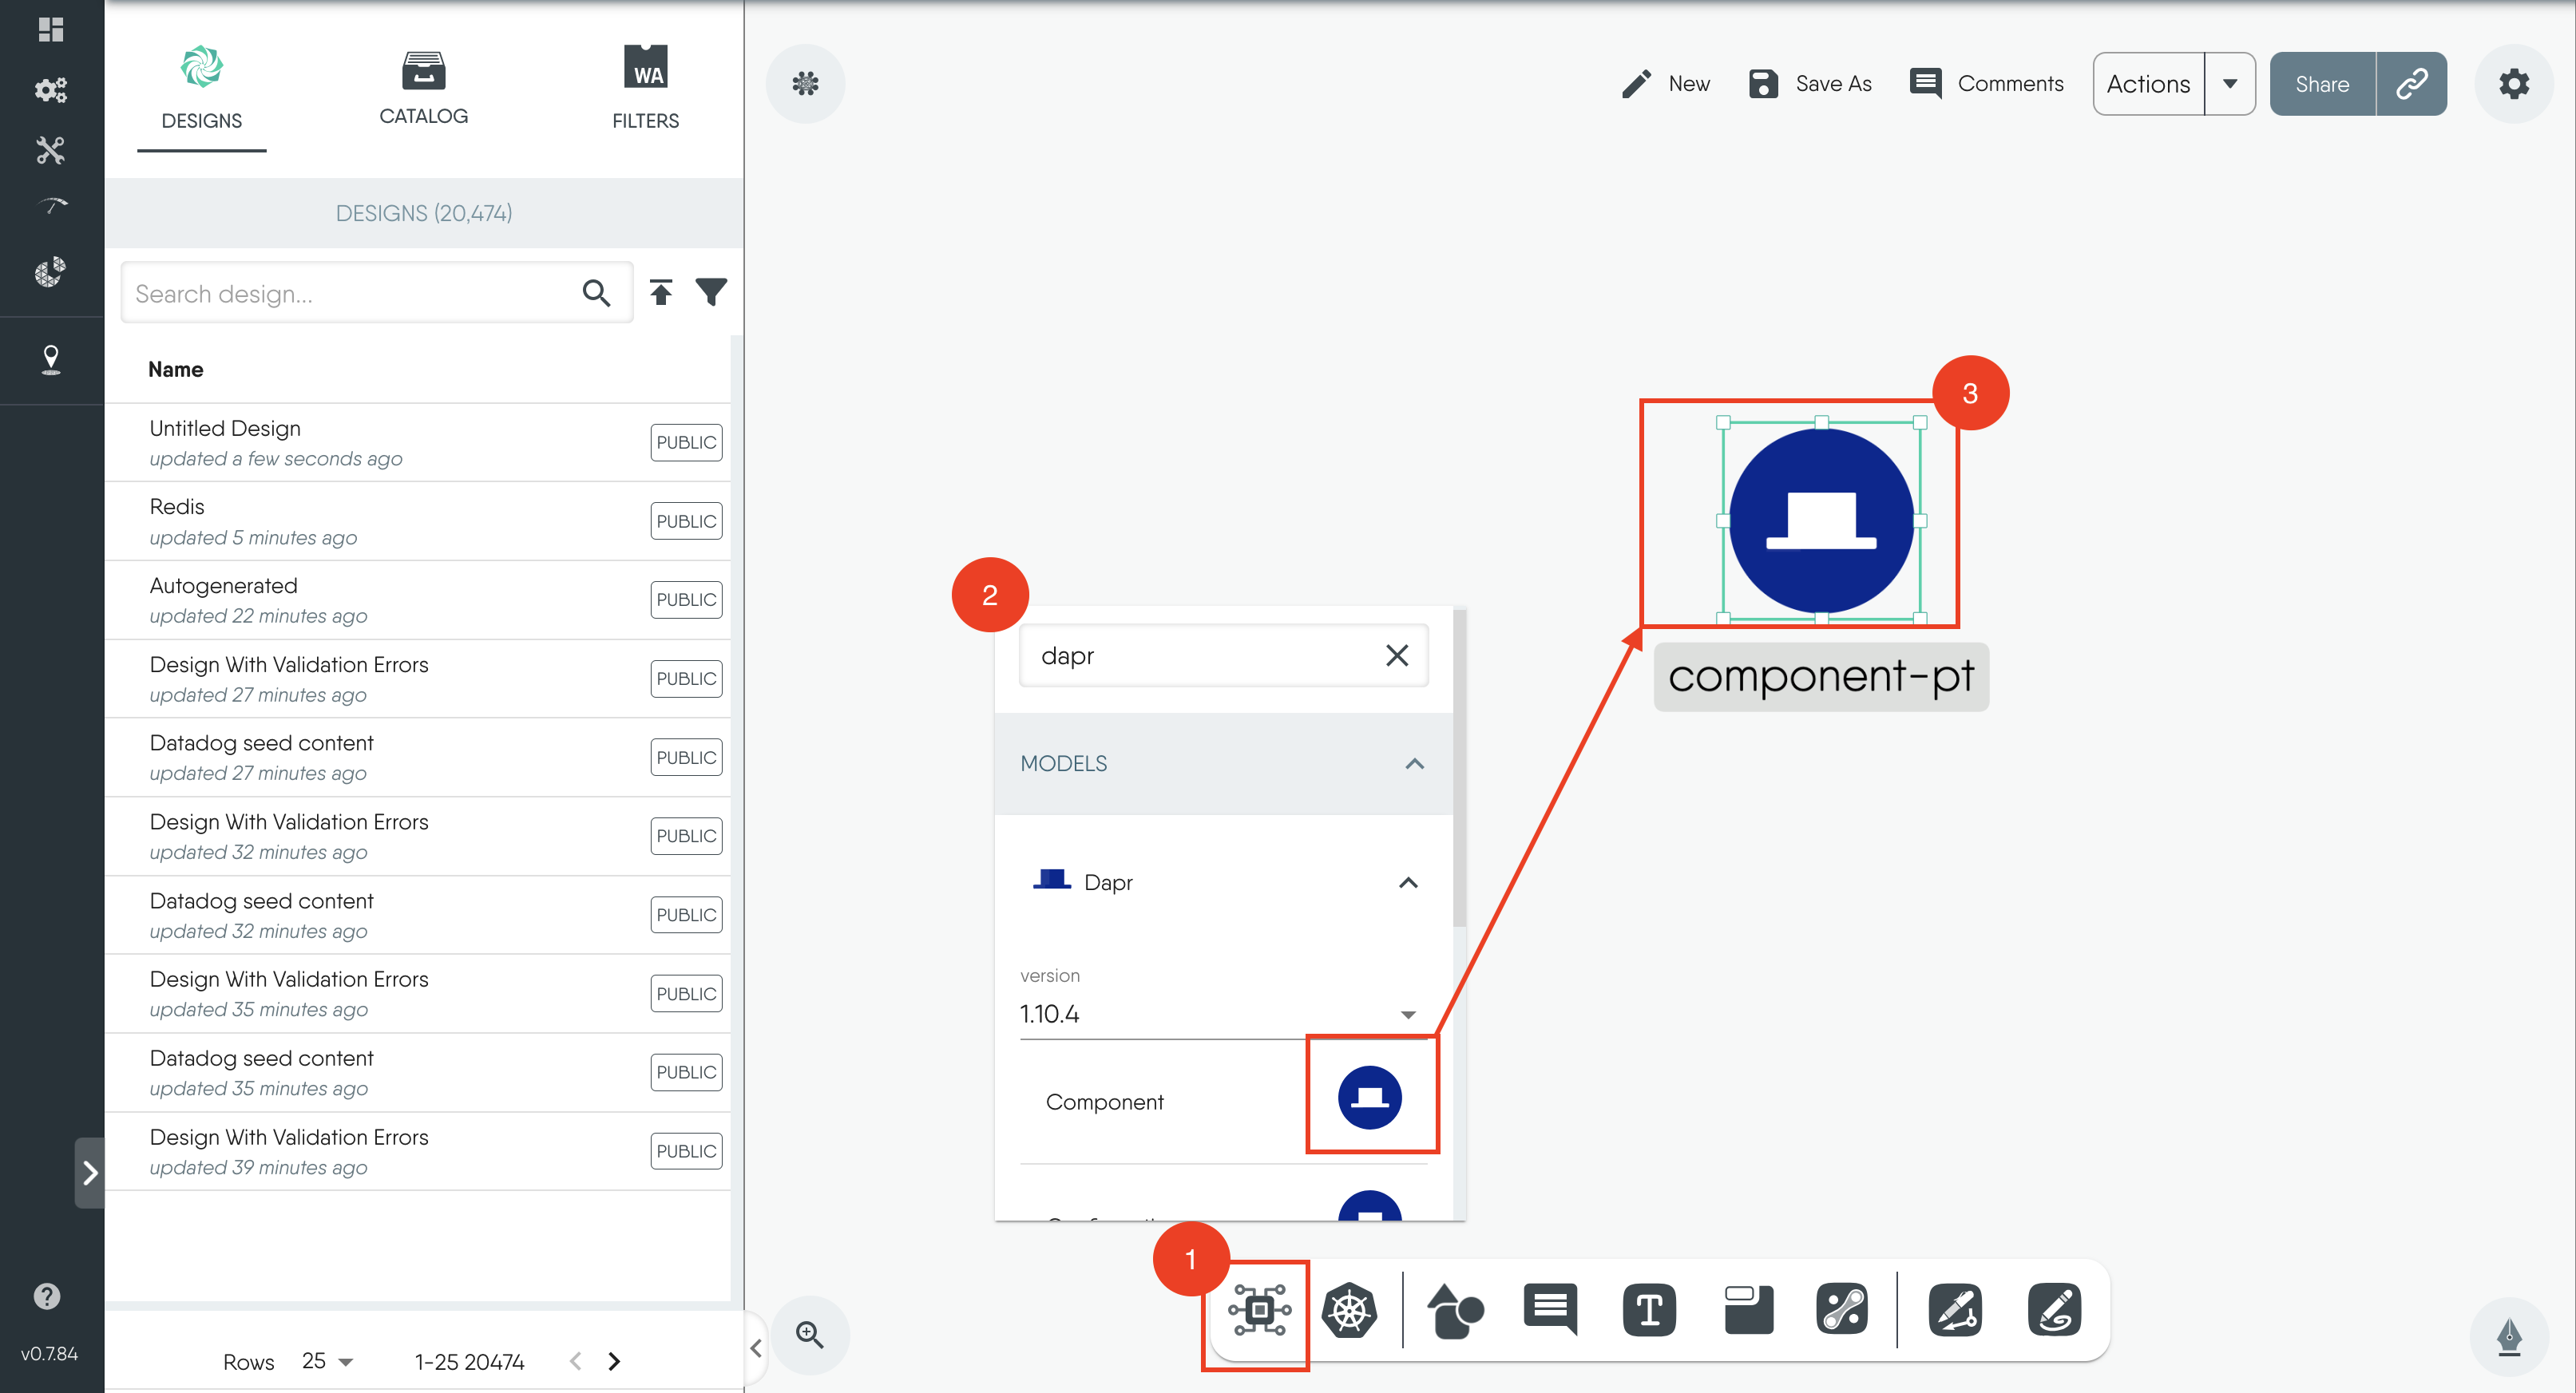 DESIGNS
CATALOG
WA
FILTERS
DESIGNS (20,474)
Search design...
Name
Untitled Design
updated a few seconds ago
PUBLIC
Redis
updated 5 minutes ago
PUBLIC
Autogenerated
updated 22 minutes ago
PUBLIC
Design With Validation Errors
updated 27 minutes ago
PUBLIC
Datadog seed content
updated 27 minutes ago
PUBLIC
Design With Validation Errors
updated 32 minutes ago
PUBLIC
Datadog seed content
updated 32 minutes ago
PUBLIC
Design With Validation Errors
updated 35 minutes ago
PUBLIC
Datadog seed content
updated 35 minutes ago
PUBLIC
Design With Validation Errors
updated 39 minutes ago
PUBLIC
Rows 25 1-25 20474
v0.7.84
New
Save As
Comments
Actions
Share
3
component-pt
2
dapr
MODELS
Dapr
version
1.10.4
Component
1
T